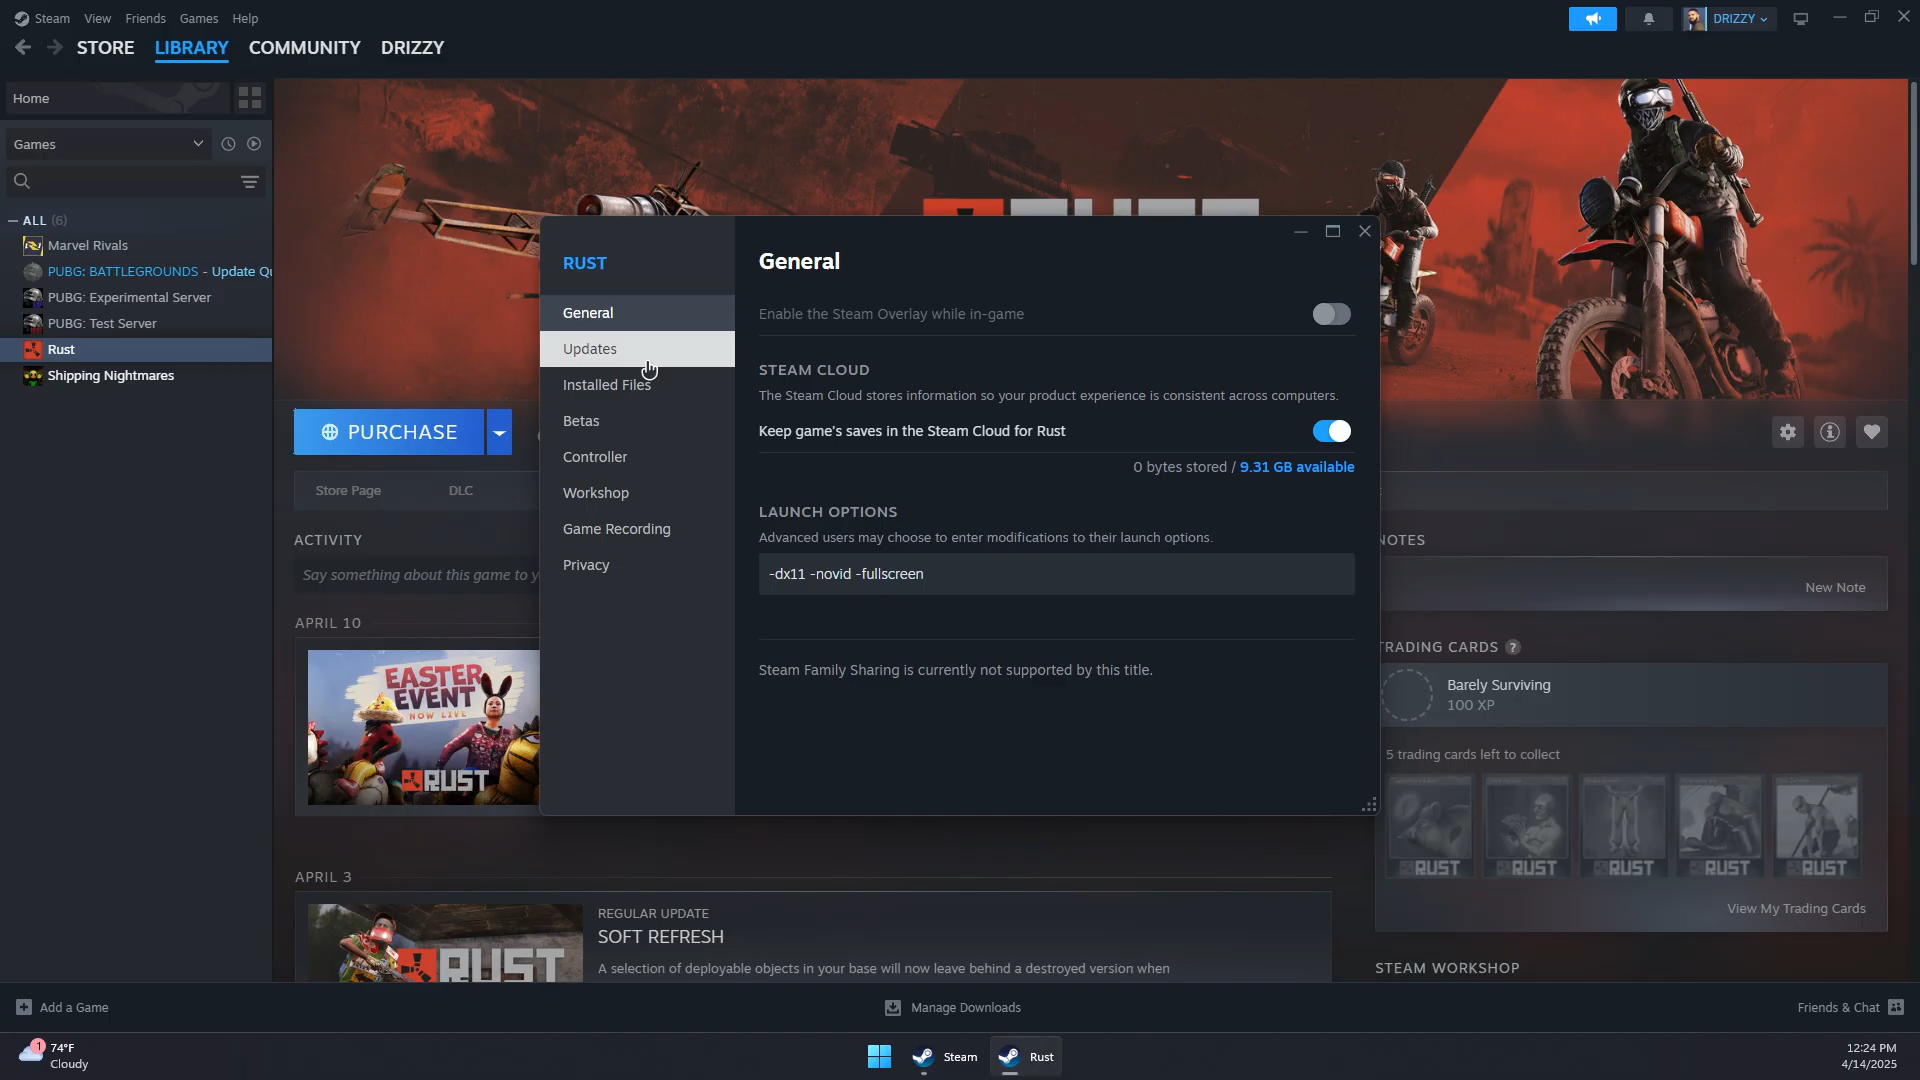 Steam View Friends Games Help
DRIZZY
STORE LIBRARY COMMUNITY DRIZZY
Home
Games
ALL (6)
Marvel Rivals
PUBG: BATTLEGROUNDS - Update Qu
PUBG: Experimental Server
PUBG: Test Server
Rust
Shipping Nightmares
PURCHASE
Store Page DLC
ACTIVITY
Say something about this game to y
APRIL 10
EASTER
EVENT
NOW LIVE
RUST
APRIL 3
REGULAR UPDATE
SOFT REFRESH
A selection of deployable objects in your base will now leave behind a destroyed version when
RUST
RUST
General
Updates
Installed Files
Betas
Controller
Workshop
Game Recording
Privacy
General
Enable the Steam Overlay while in-game
STEAM CLOUD
The Steam Cloud stores information so your product experience is consistent across computers.
Keep game's saves in the Steam Cloud for Rust
0 bytes stored / 9.31 GB available
LAUNCH OPTIONS
Advanced users may choose to enter modifications to their launch options.
-dx11 -novid -fullscreen
Steam Family Sharing is currently not supported by this title.
NOTES
New Note
TRADING CARDS ?
Barely Surviving
100 XP
5 trading cards left to collect
RUST RUST RUST RUST RUST
View My Trading Cards
STEAM WORKSHOP
Add a Game
Manage Downloads
Friends & Chat
1
74°F
Cloudy
Steam
Rust
12:24 PM
4/14/2025